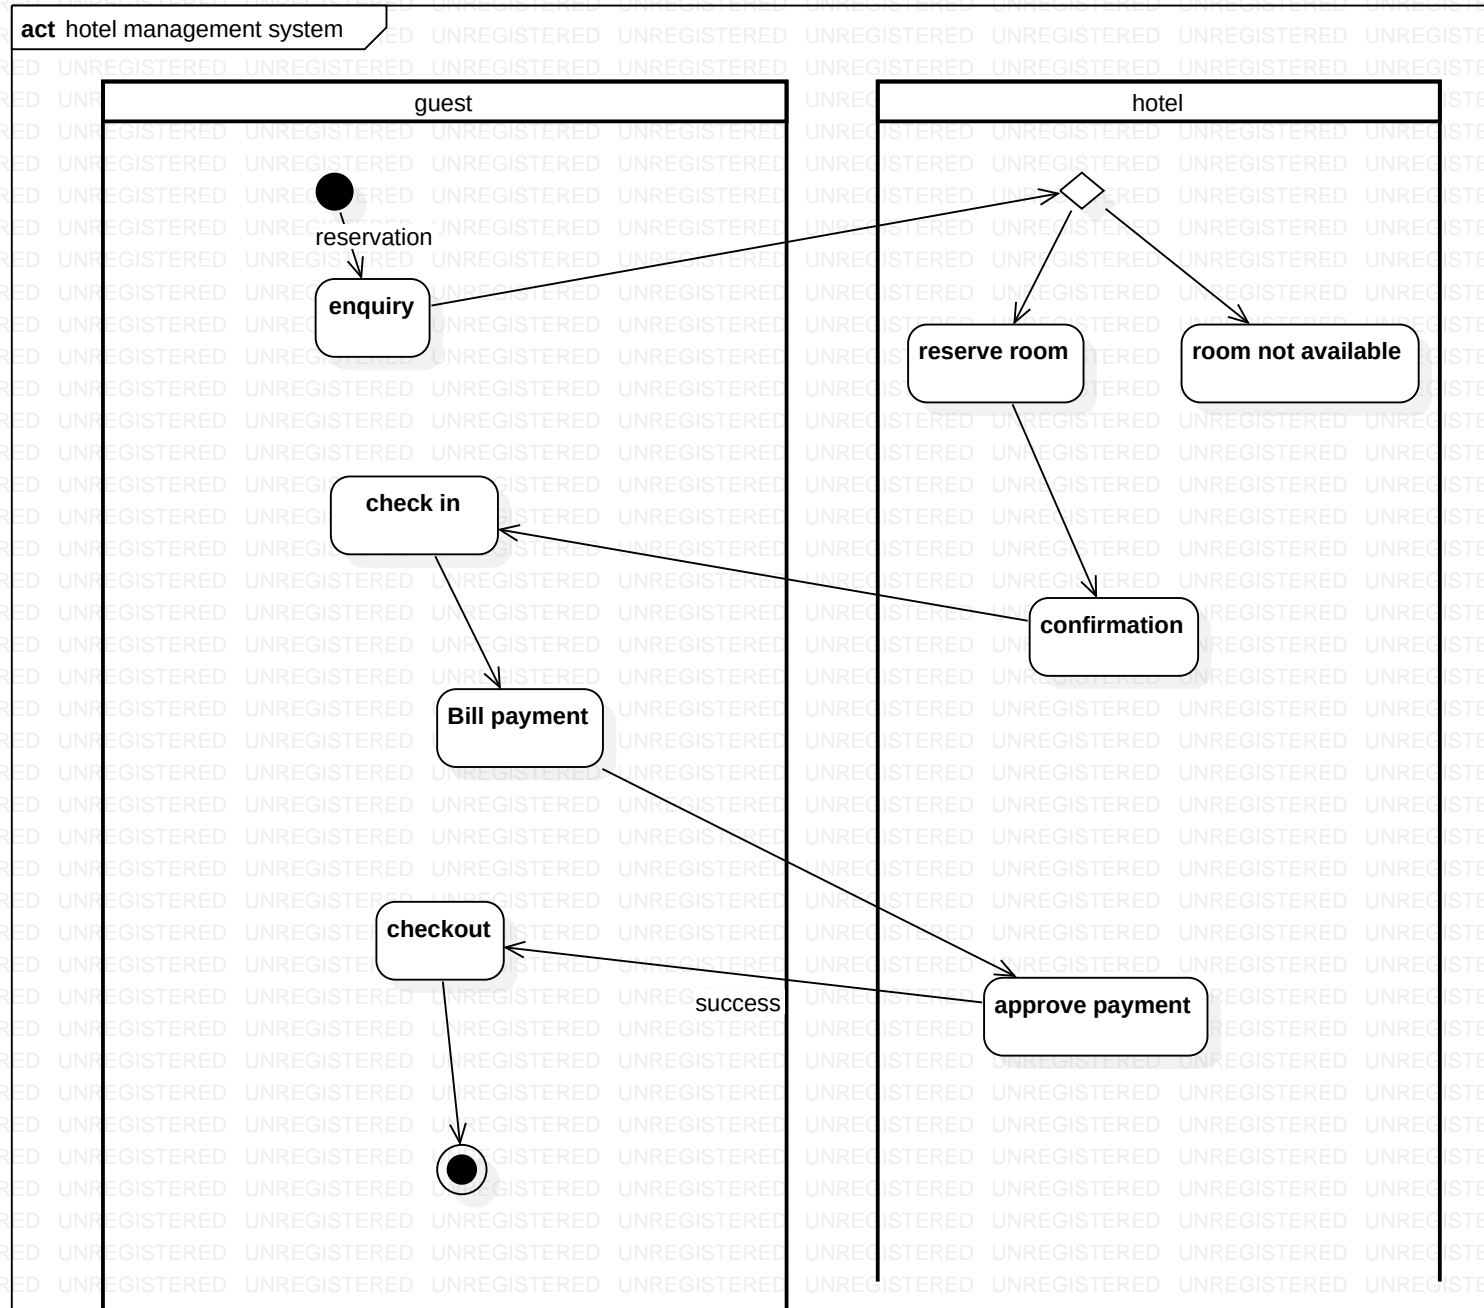 act hotel management system
guest
hotel
reservation
enquiry
reserve room
room not available
check in
confirmation
Bill payment
checkout
success
approve payment
UNREGISTERED